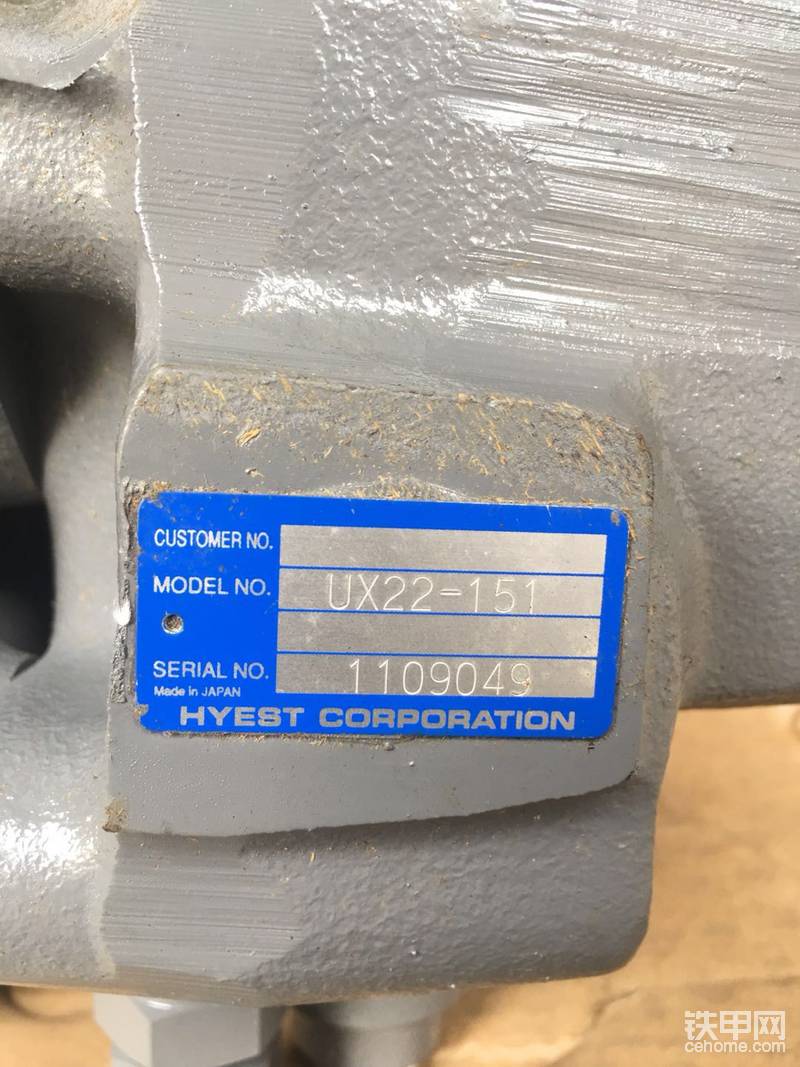 CUSTOMER NO.
MODEL NO. UX22-151
SERIAL NO. 1109049
Made in JAPAN
HYEST CORPORATION
铁甲网
cehome.com